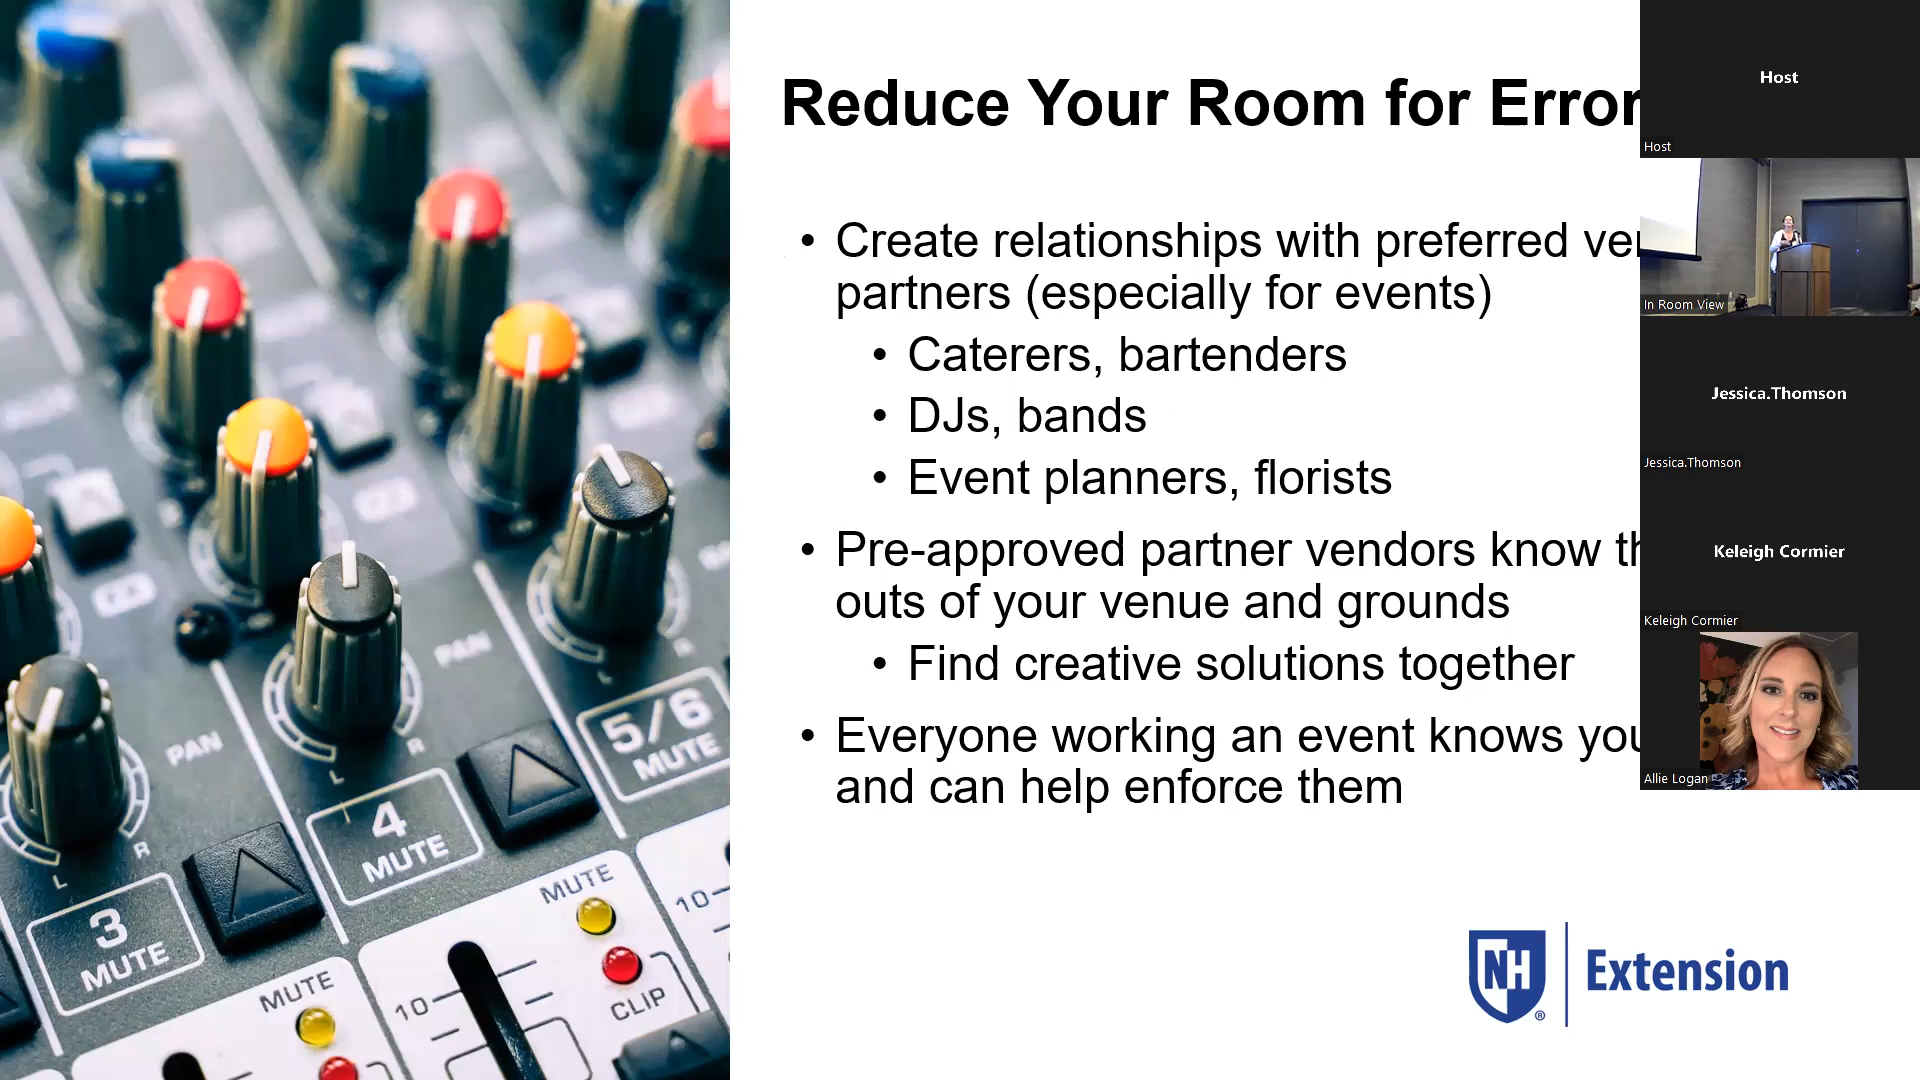 Reduce Your Room for Error
• Create relationships with preferred
partners (especially for events)
• Caterers, bartenders
• DJs, bands
• Event planners, florists
• Pre-approved partner vendors know
outs of your venue and grounds
• Find creative solutions together
• Everyone working an event knows
and can help enforce them
NH
®
Extension
Host
Host
In Room View
Jessica.Thomson
Jessica.Thomson
Keleigh Cormier
Keleigh Cormier
Allie Logan
PAN
PAN
L
R
L
R
L
R
5/6
MUTE
4
MUTE
3
MUTE
MUTE
MUTE
10
10
CLIP